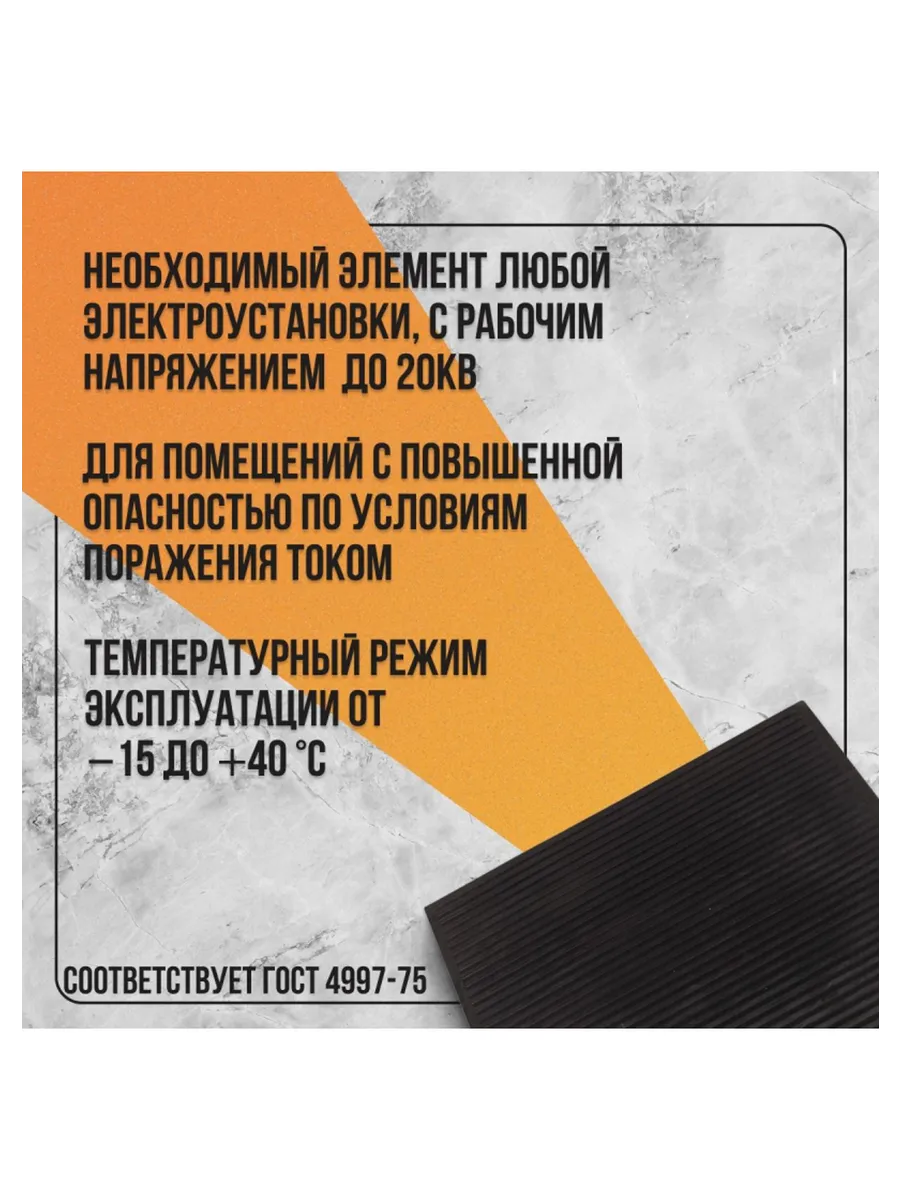 НЕОБХОДИМЫЙ ЭЛЕМЕНТ ЛЮБОЙ
ЭЛЕКТРОУСТАНОВКИ, С РАБОЧИМ
НАПРЯЖЕНИЕМ ДО 20КВ
ДЛЯ ПОМЕЩЕНИЙ С ПОВЫШЕННОЙ
ОПАСНОСТЬЮ ПО УСЛОВИЯМ
ПОРАЖЕНИЯ ТОКОМ
ТЕМПЕРАТУРНЫЙ РЕЖИМ
ЭКСПЛУАТАЦИИ ОТ
–15 ДО +40 °С
СООТВЕТСТВУЕТ ГОСТ 4997-75